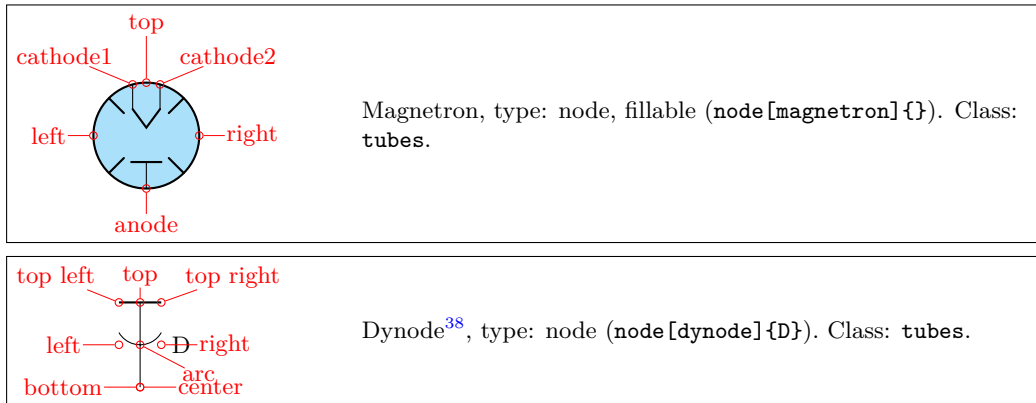 top
cathode1 cathode2
left right
anode
Magnetron, type: node, fillable (node[magnetron]{}). Class:
tubes.
top left top top right
left D right
arc
bottom center
Dynode38, type: node (node[dynode]{D}). Class: tubes.